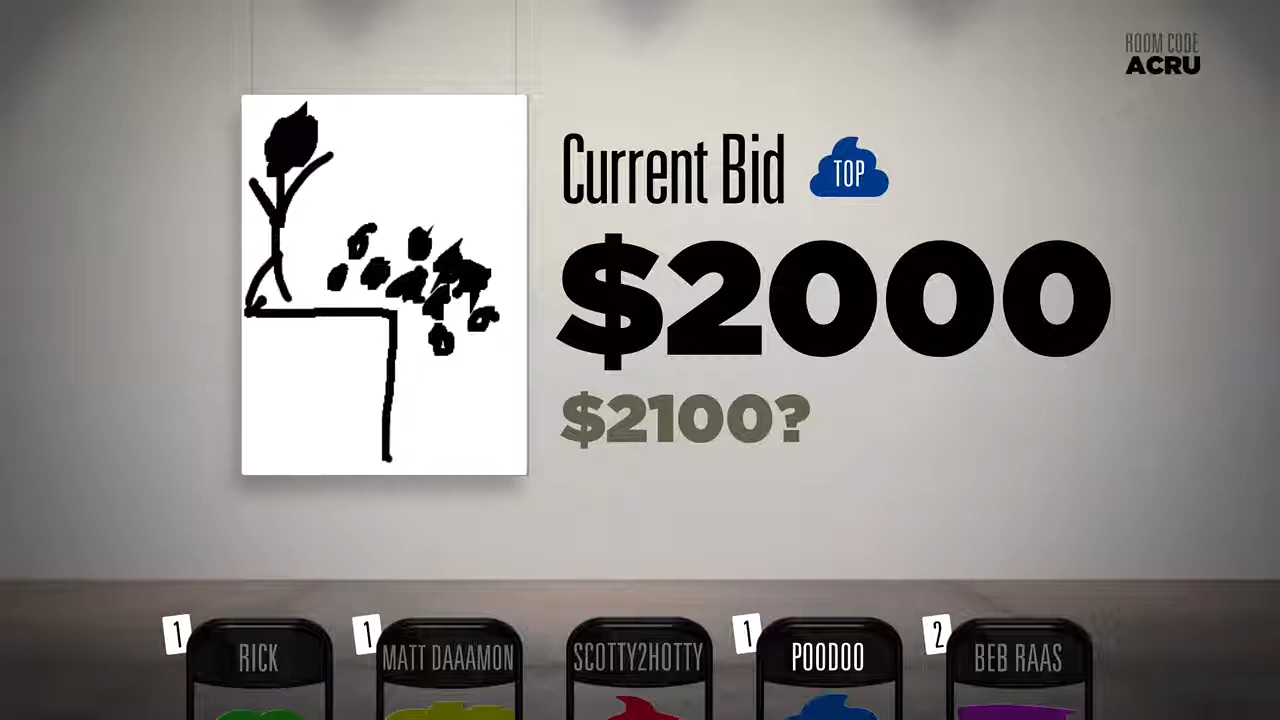 ROOM CODE
ACRU
Current Bid
TOP
$2000
$2100?
1 RICK
1 MATT DAAAMON
SCOTTY2HOTTY
1 POODOO
2 BEB RAAS